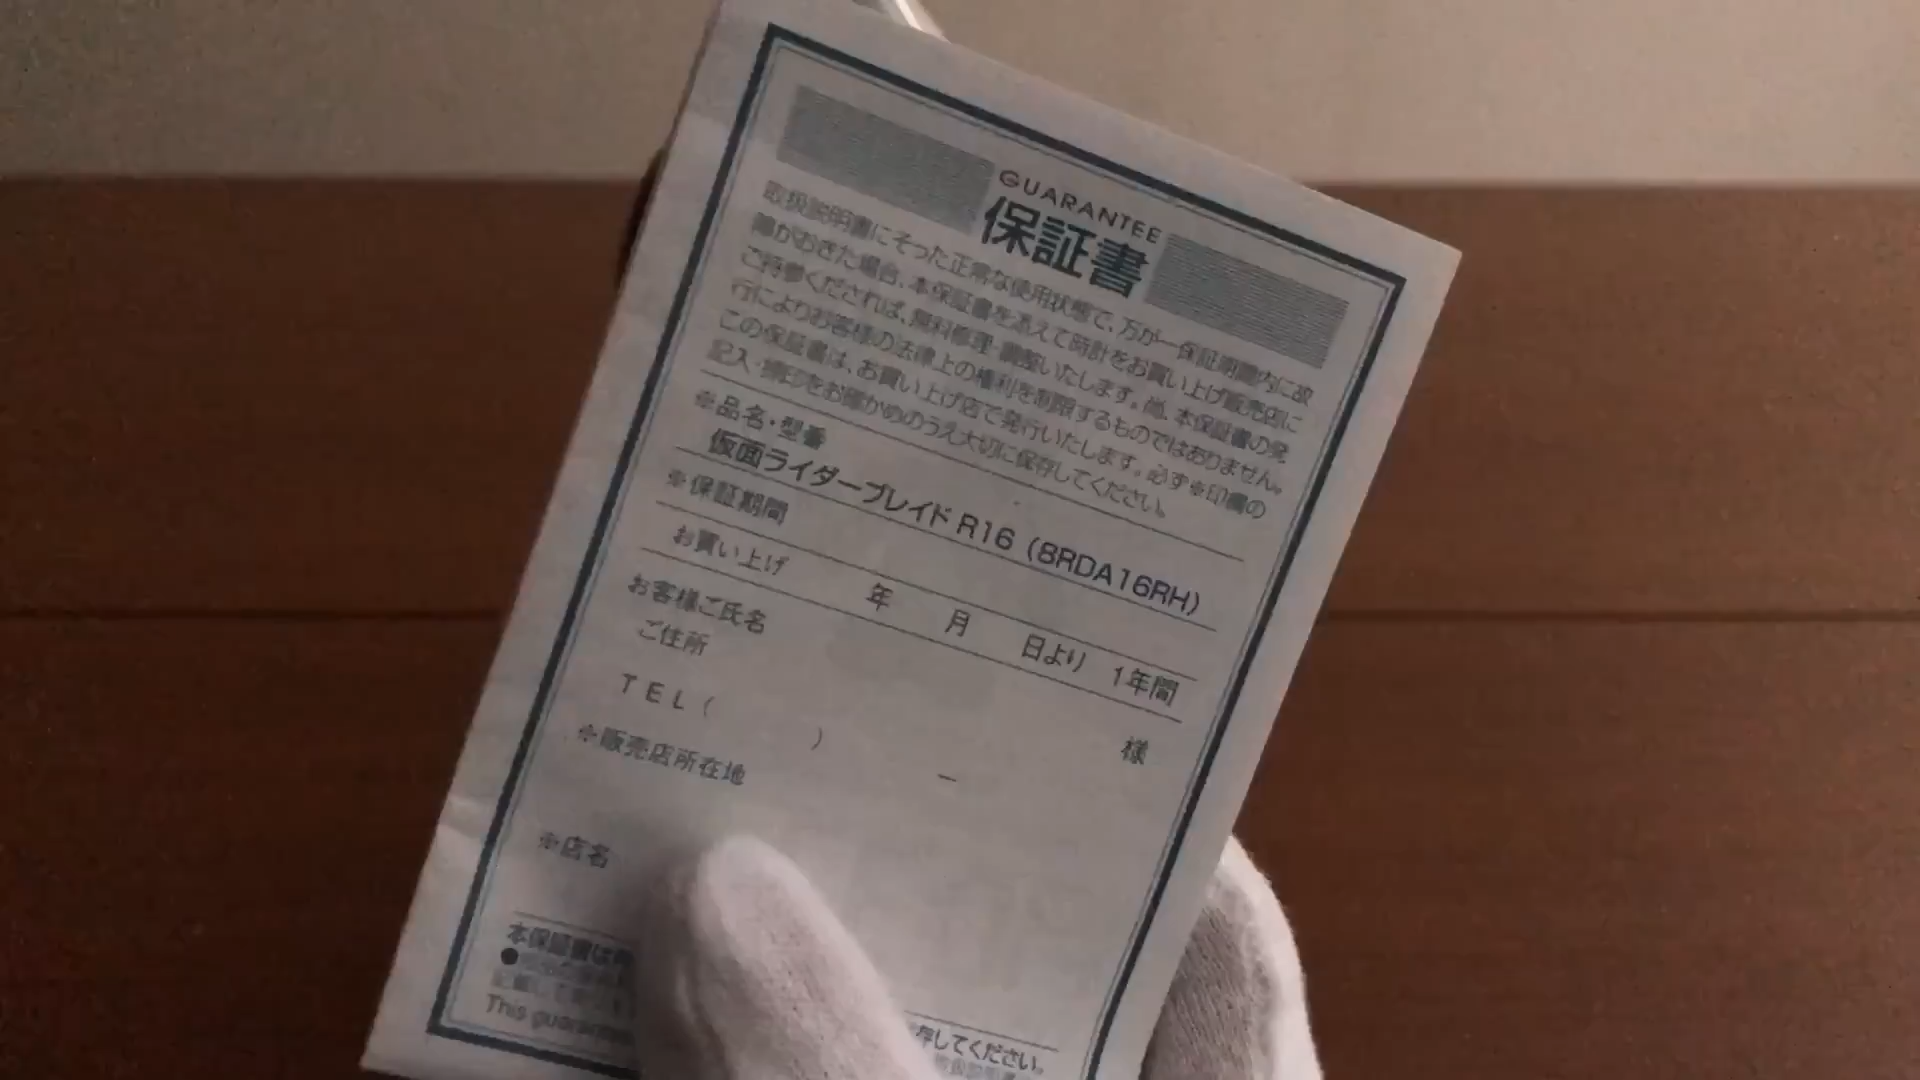 GUARANTEE
保証書
取扱説明書にそった正常な使用状態で、万が一保証期間内に故
障がおきた場合、本保証書を添えて時計をお買い上げ販売店に
ご持参くだされば、無料修理・調整いたします。尚、本保証書の発
行によりお客様の法律上の権利を制限するものではありません。
この保証書は、お買い上げ店で発行いたします。必ず※印欄の
記入・捺印をお確かめのうえ大切に保存してください。
※品名・型番
仮面ライダーブレイド R16 (8RDA16RH)
※保証期間
お買い上げ 年 月 日より 1年間
お客様ご氏名
様
ご住所
TEL( ) −
※販売店所在地
※店名
本保証書は
存してください。
This